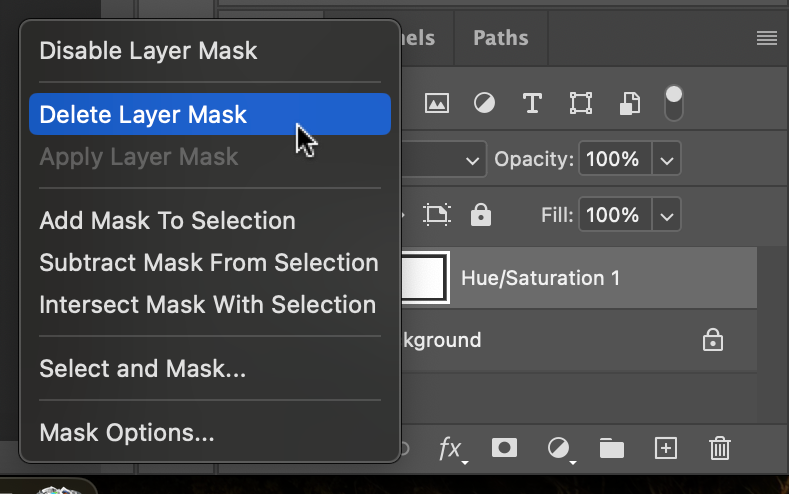 Disable Layer Mask
Delete Layer Mask
Apply Layer Mask
Add Mask To Selection
Subtract Mask From Selection
Intersect Mask With Selection
Select and Mask...
Mask Options...
nels Paths
Opacity: 100%
Fill: 100%
Hue/Saturation 1
kground
fx